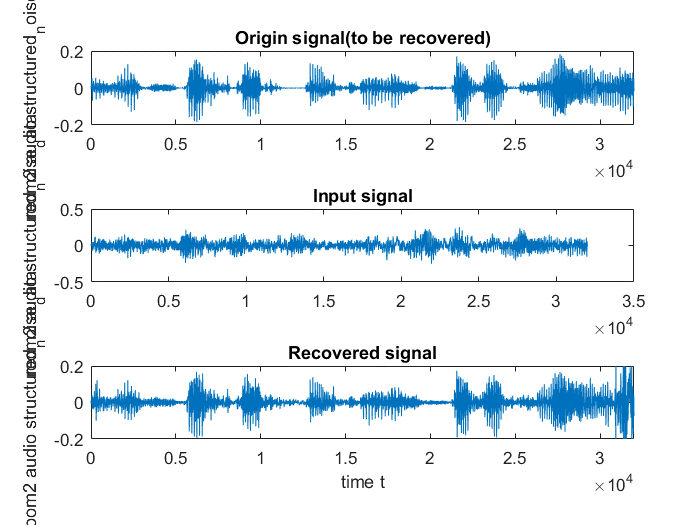 Origin signal(to be recovered)
0.2
0
-0.2
0 0.5 1 1.5 2 2.5 3
×10^4
Input signal
0.5
0
-0.5
0 0.5 1 1.5 2 2.5 3 3.5
×10^4
Recovered signal
0.2
0
-0.2
0 0.5 1 1.5 2 2.5 3
×10^4
time t
audio structured